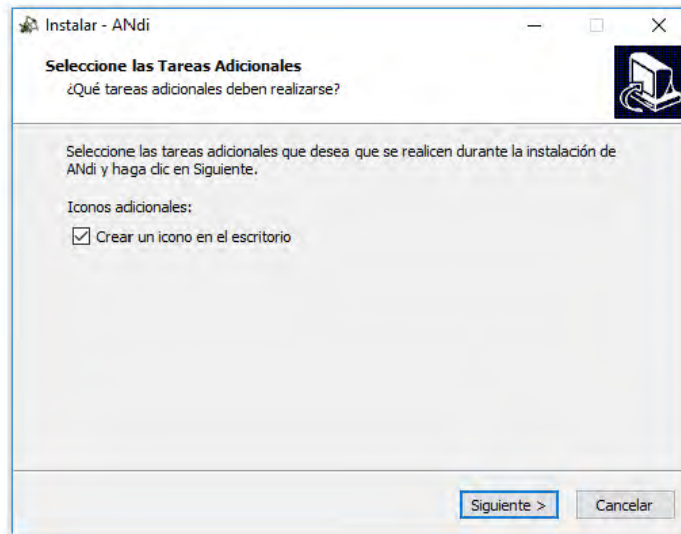 Instalar - ANdi
Seleccione las Tareas Adicionales
¿Qué tareas adicionales deben realizarse?
Seleccione las tareas adicionales que desea que se realicen durante la instalación de
ANdi y haga clic en Siguiente.
Iconos adicionales:
Crear un icono en el escritorio
Siguiente >
Cancelar